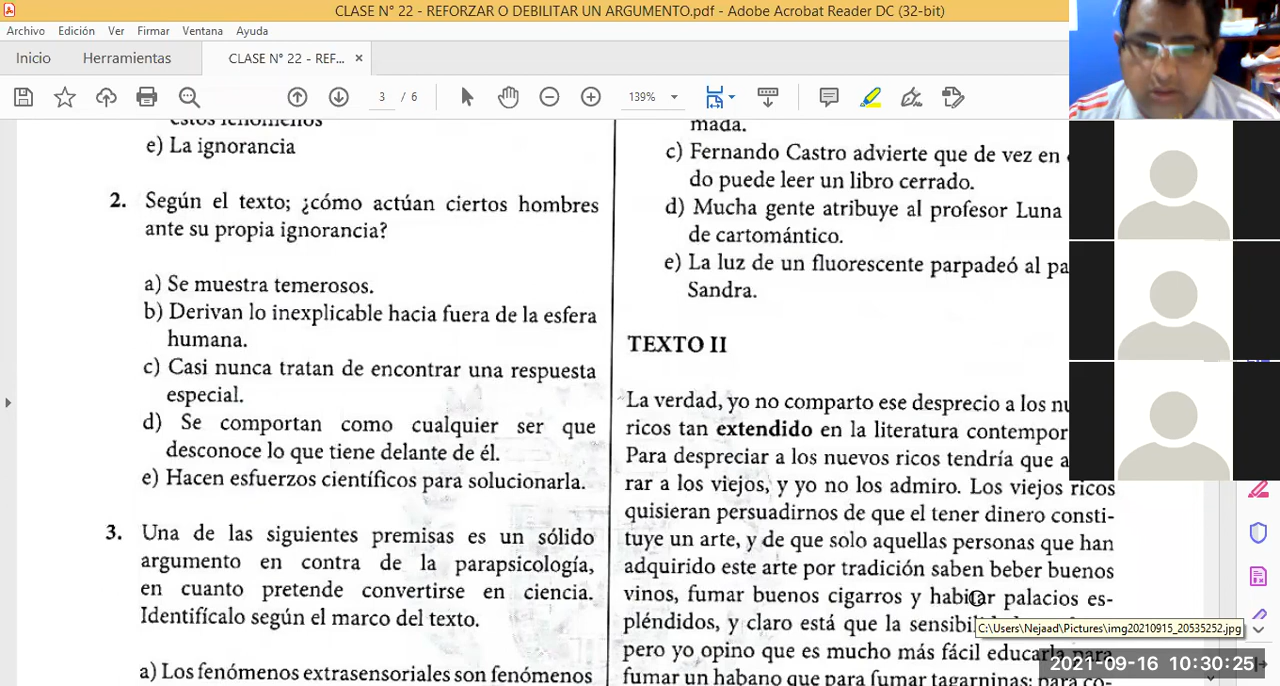 CLASE N° 22 - REFORZAR O DEBILITAR UN ARGUMENTO.pdf - Adobe Acrobat Reader DC (32-bit)
Archivo Edición Ver Firmar Ventana Ayuda
Inicio Herramientas CLASE N° 22 - REF... ×
3 / 6 139%
estos fenómenos
e) La ignorancia
2. Según el texto; ¿cómo actúan ciertos hombres
ante su propia ignorancia?
a) Se muestra temerosos.
b) Derivan lo inexplicable hacia fuera de la esfera
humana.
c) Casi nunca tratan de encontrar una respuesta
especial.
d) Se comportan como cualquier ser que
desconoce lo que tiene delante de él.
e) Hacen esfuerzos científicos para solucionarla.
3. Una de las siguientes premisas es un sólido
argumento en contra de la parapsicología,
en cuanto pretende convertirse en ciencia.
Identifícalo según el marco del texto.
a) Los fenómenos extrasensoriales son fenómenos
mada.
c) Fernando Castro advierte que de vez en
do puede leer un libro cerrado.
d) Mucha gente atribuye al profesor Luna
de cartomántico.
e) La luz de un fluorescente parpadeó al
Sandra.
TEXTO II
La verdad, yo no comparto ese desprecio a los
ricos tan extendido en la literatura
Para despreciar a los nuevos ricos tendría que
rar a los viejos, y yo no los admiro. Los viejos ricos
quisieran persuadirnos de que el tener dinero consti-
tuye un arte, y de que solo aquellas personas que han
adquirido este arte por tradición saben beber buenos
vinos, fumar buenos cigarros y habitar palacios es-
pléndidos, y claro está que la
C:\Users\Nejaad\Pictures\img20210915_20535252.jpg
pero yo opino que es mucho más fácil educarla para
fumar un habano que para fumar tagarninas; para co-
2021-09-16 10:30:25